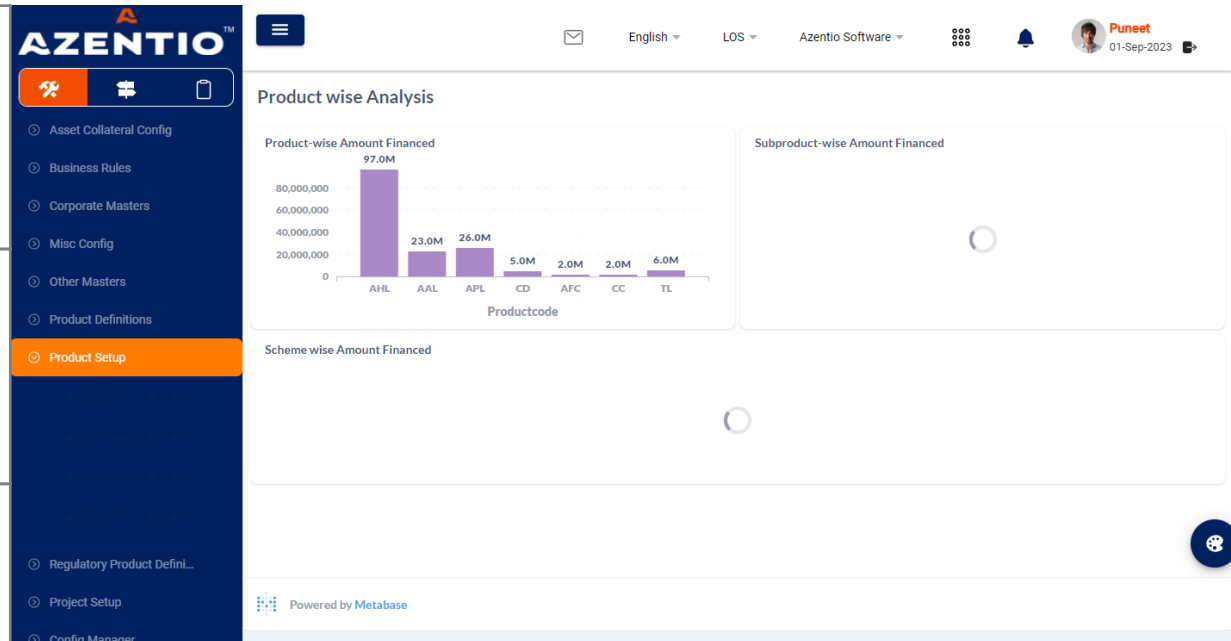 AZENTIO™
English
LOS
Azentio Software
Puneet
01-Sep-2023
Asset Collateral Config
Business Rules
Corporate Masters
Misc Config
Other Masters
Product Definitions
Product Setup
Regulatory Product Defini...
Project Setup
Config Manager
Product wise Analysis
Product-wise Amount Financed
97.0M
80,000,000
60,000,000
40,000,000
20,000,000
0
23.0M
26.0M
5.0M
2.0M
2.0M
6.0M
AHL
AAL
APL
CD
AFC
CC
TL
Productcode
Subproduct-wise Amount Financed
Scheme wise Amount Financed
Powered by Metabase